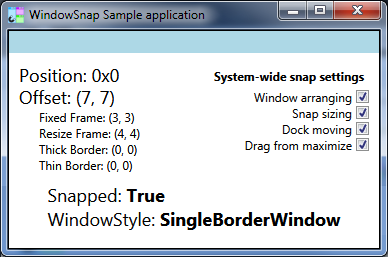 WindowSnap Sample application
Position: 0x0
Offset: (7, 7)
Fixed Frame: (3, 3)
Resize Frame: (4, 4)
Thick Border: (0, 0)
Thin Border: (0, 0)
System-wide snap settings
Window arranging
Snap sizing
Dock moving
Drag from maximize
Snapped: True
WindowStyle: SingleBorderWindow